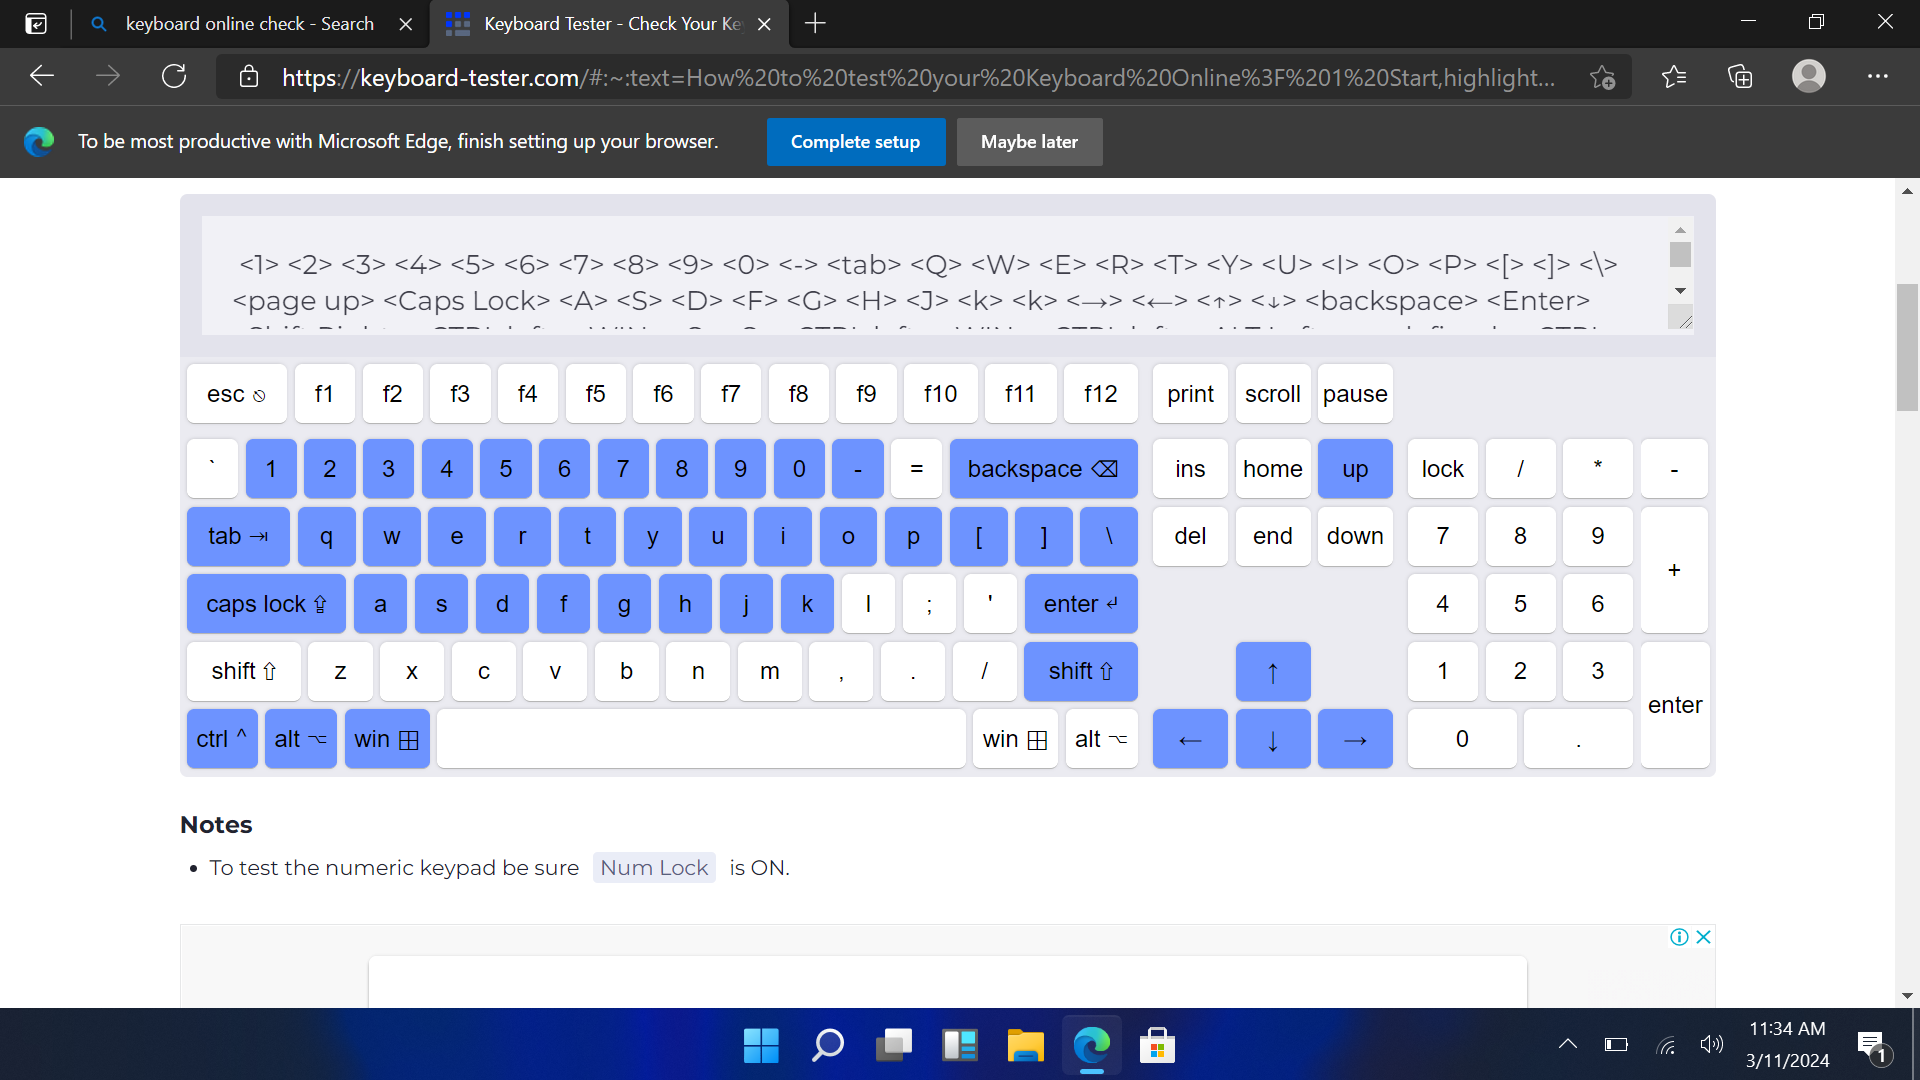 keyboard online check - Search
Keyboard Tester - Check Your Ke
https://keyboard-tester.com/#:~:text=How%20to%20test%20your%20Keyboard%20Online%3F%201%20Start,highlight...
To be most productive with Microsoft Edge, finish setting up your browser.
Complete setup
Maybe later
<1> <2> <3> <4> <5> <6> <7> <8> <9> <0> <-> <tab> <Q> <W> <E> <R> <T> <Y> <U> <I> <O> <P> <[> <]> <\>
<page up> <Caps Lock> <A> <S> <D> <F> <G> <H> <J> <k> <k> <→> <←> <↑> <↓> <backspace> <Enter>
esc f1 f2 f3 f4 f5 f6 f7 f8 f9 f10 f11 f12 print scroll pause
` 1 2 3 4 5 6 7 8 9 0 - = backspace ⌫ ins home up lock / * -
tab ⇥ q w e r t y u i o p [ ] \ del end down 7 8 9 +
caps lock ⇪ a s d f g h j k l ; ' enter ↵ 4 5 6
shift ⇧ z x c v b n m , . / shift ⇧ ↑ 1 2 3 enter
ctrl ^ alt ⌥ win win alt ⌥ ← ↓ → 0 .
Notes
• To test the numeric keypad be sure Num Lock is ON.
11:34 AM
3/11/2024
1